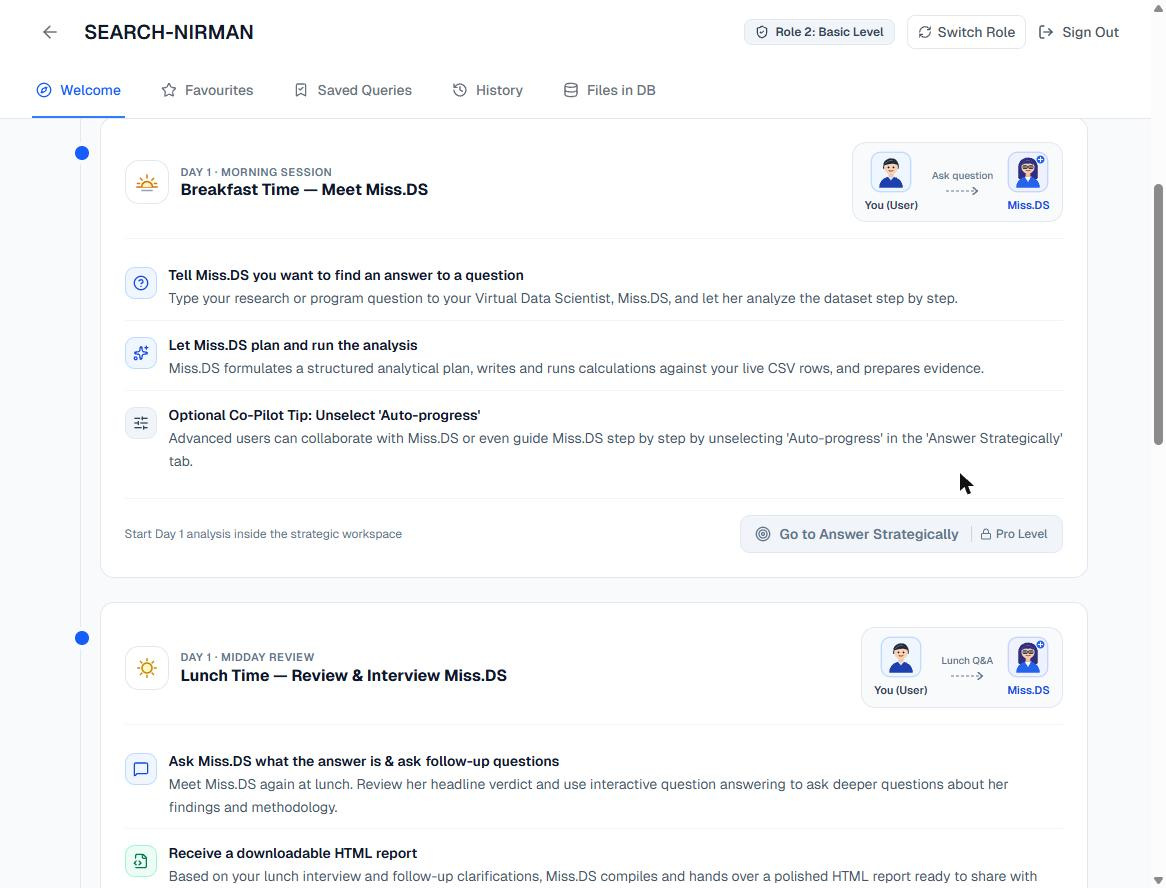 SEARCH-NIRMAN
Role 2: Basic Level
Switch Role
Sign Out
Welcome
Favourites
Saved Queries
History
Files in DB
DAY 1 · MORNING SESSION
Breakfast Time — Meet Miss.DS
Ask question
You (User)
Miss.DS
Tell Miss.DS you want to find an answer to a question
Type your research or program question to your Virtual Data Scientist, Miss.DS, and let her analyze the dataset step by step.
Let Miss.DS plan and run the analysis
Miss.DS formulates a structured analytical plan, writes and runs calculations against your live CSV rows, and prepares evidence.
Optional Co-Pilot Tip: Unselect 'Auto-progress'
Advanced users can collaborate with Miss.DS or even guide Miss.DS step by step by unselecting 'Auto-progress' in the 'Answer Strategically'
tab.
Start Day 1 analysis inside the strategic workspace
Go to Answer Strategically
Pro Level
DAY 1 · MIDDAY REVIEW
Lunch Time — Review & Interview Miss.DS
Lunch Q&A
You (User)
Miss.DS
Ask Miss.DS what the answer is & ask follow-up questions
Meet Miss.DS again at lunch. Review her headline verdict and use interactive question answering to ask deeper questions about her
findings and methodology.
Receive a downloadable HTML report
Based on your lunch interview and follow-up clarifications, Miss.DS compiles and hands over a polished HTML report ready to share with